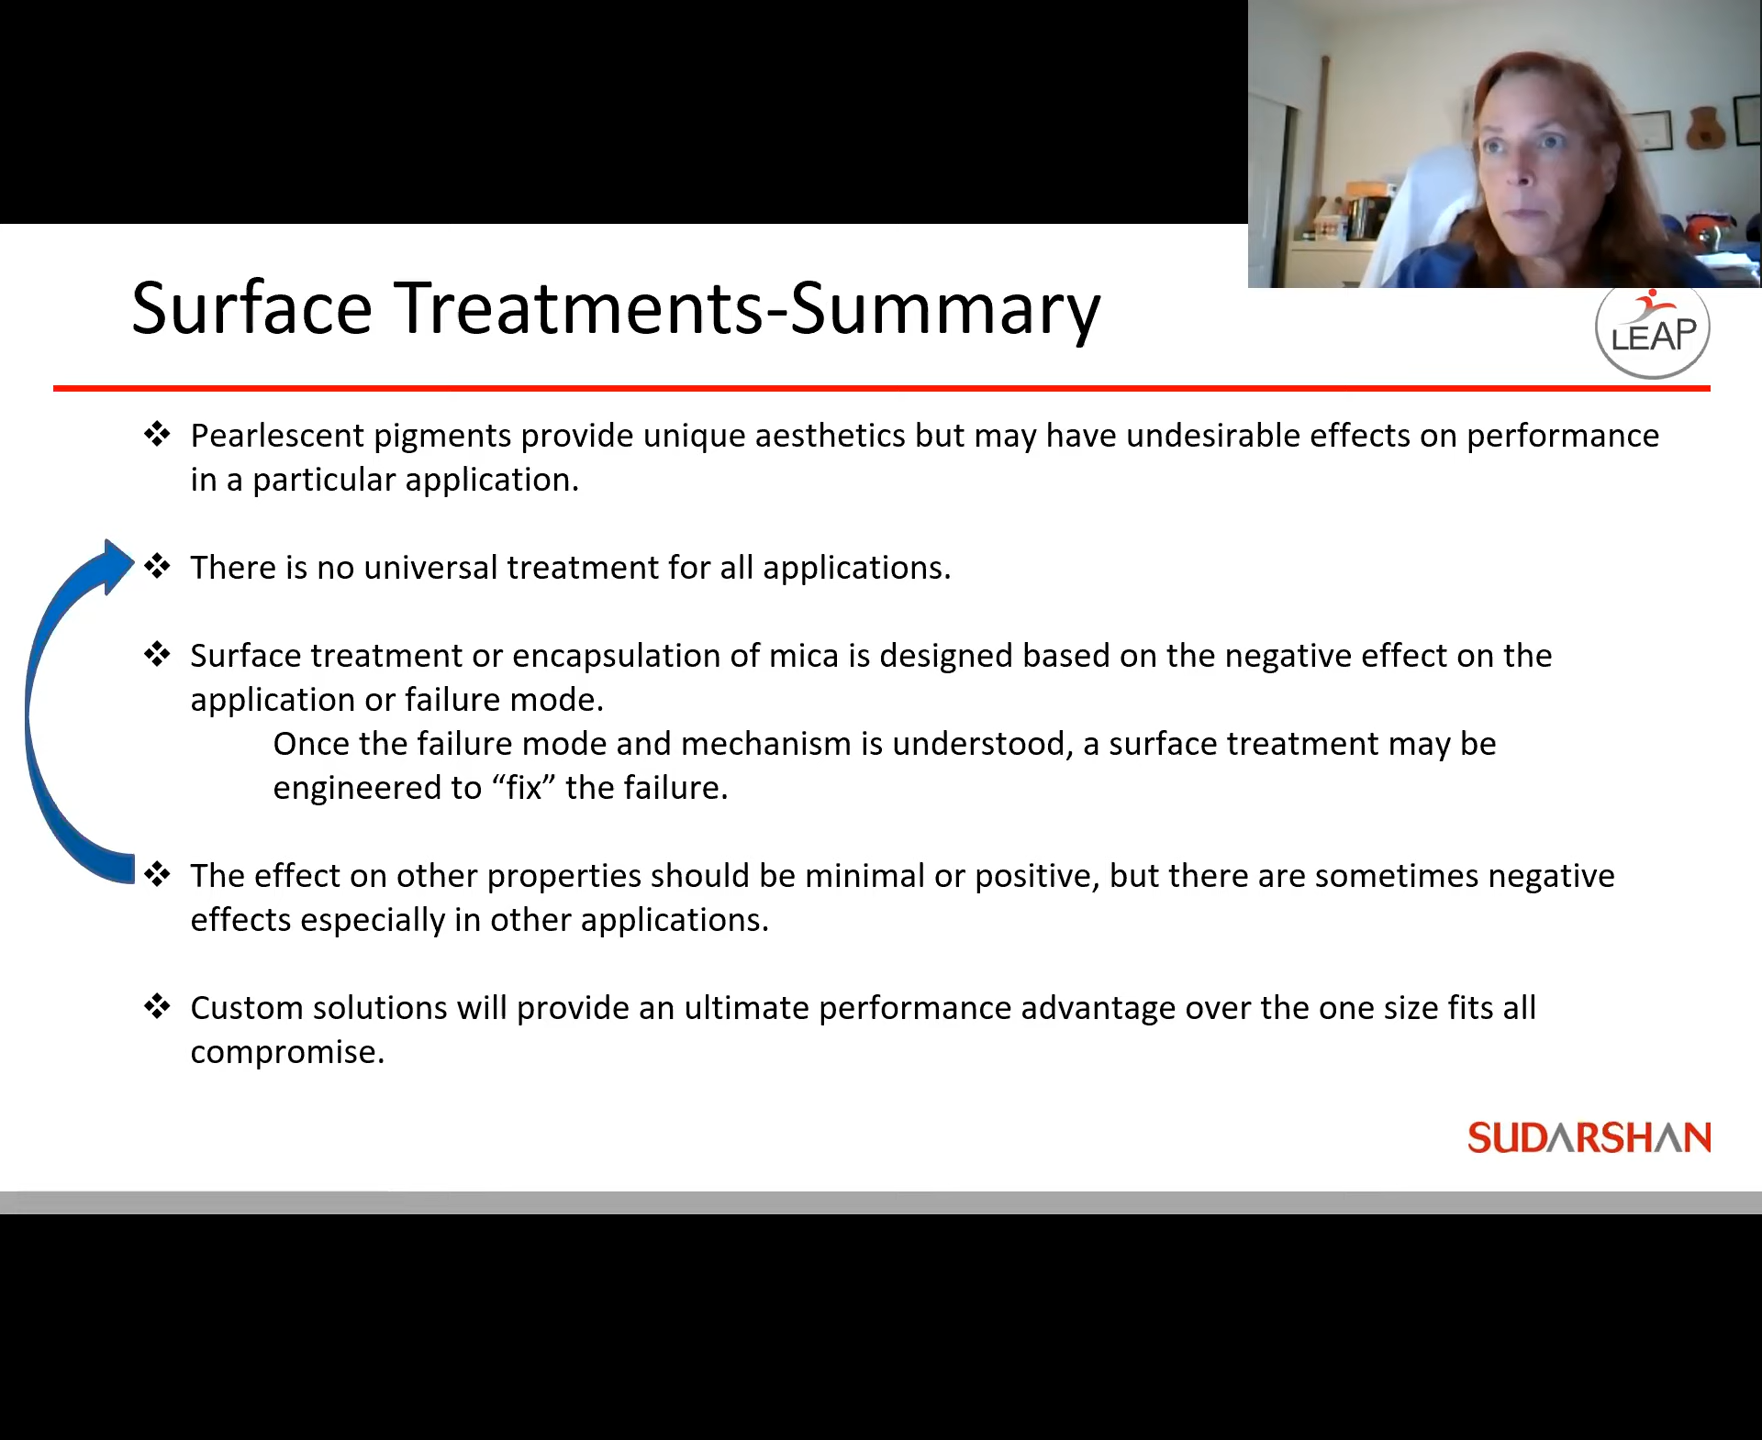 Surface Treatments-Summary
LEAP
❖ Pearlescent pigments provide unique aesthetics but may have undesirable effects on performance
in a particular application.
❖ There is no universal treatment for all applications.
❖ Surface treatment or encapsulation of mica is designed based on the negative effect on the
application or failure mode.
Once the failure mode and mechanism is understood, a surface treatment may be
engineered to “fix” the failure.
❖ The effect on other properties should be minimal or positive, but there are sometimes negative
effects especially in other applications.
❖ Custom solutions will provide an ultimate performance advantage over the one size fits all
compromise.
SUDARSHAN